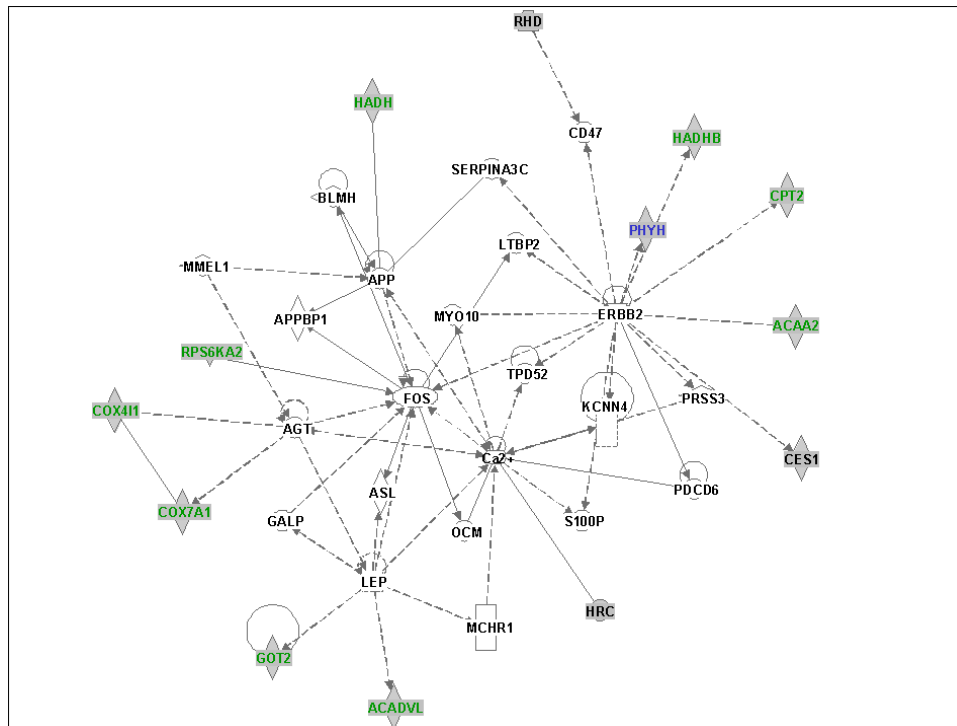 RHD
HADH
CD47
HADHB
SERPINA3C
BLMH
CPT2
PHYH
LTBP2
MMEL1
APP
MYO10
ERBB2
APPBP1
ACAA2
RPS6KA2
TPD52
FOS
KCNN4
PRSS3
COX4I1
AGT
Ca2+
CES1
ASL
PDCD6
COX7A1
GALP
OCM
S100P
LEP
HRC
MCHR1
GOT2
ACADVL